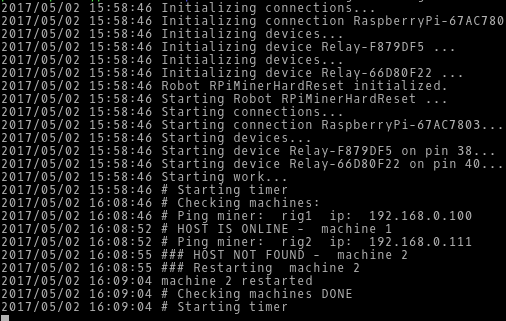 2017/05/02 15:58:46 Initializing connections...
2017/05/02 15:58:46 Initializing connection RaspberryPi-67AC780
2017/05/02 15:58:46 Initializing devices...
2017/05/02 15:58:46 Initializing device Relay-F879DF5 ...
2017/05/02 15:58:46 Initializing devices...
2017/05/02 15:58:46 Initializing device Relay-66D80F22 ...
2017/05/02 15:58:46 Robot RPiMinerHardReset initialized.
2017/05/02 15:58:46 Starting Robot RPiMinerHardReset ...
2017/05/02 15:58:46 Starting connections...
2017/05/02 15:58:46 Starting connection RaspberryPi-67AC7803...
2017/05/02 15:58:46 Starting devices...
2017/05/02 15:58:46 Starting device Relay-F879DF5 on pin 38...
2017/05/02 15:58:46 Starting device Relay-66D80F22 on pin 40...
2017/05/02 15:58:46 Starting work...
2017/05/02 15:58:46 # Starting timer
2017/05/02 16:08:46 # Checking machines:
2017/05/02 16:08:46 # Ping miner:  rig1  ip:  192.168.0.100
2017/05/02 16:08:52 # HOST IS ONLINE -  machine 1
2017/05/02 16:08:52 # Ping miner:  rig2  ip:  192.168.0.111
2017/05/02 16:08:55 ### HOST NOT FOUND -  machine 2
2017/05/02 16:08:55 ### Restarting  machine 2
2017/05/02 16:09:04 machine 2 restarted
2017/05/02 16:09:04 # Checking machines DONE
2017/05/02 16:09:04 # Starting timer